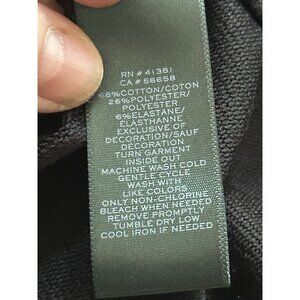 RN # 41381
CA # 56658
68%COTTON/COTON
26%POLYESTER/
POLYESTER
6%ELASTANE/
ÉLASTHANNE
EXCLUSIVE OF
DECORATION/SAUF
DÉCORATION
TURN GARMENT
INSIDE OUT
MACHINE WASH COLD
GENTLE CYCLE
WASH WITH
LIKE COLORS
ONLY NON-CHLORINE
BLEACH WHEN NEEDED
REMOVE PROMPTLY
TUMBLE DRY LOW
COOL IRON IF NEEDED